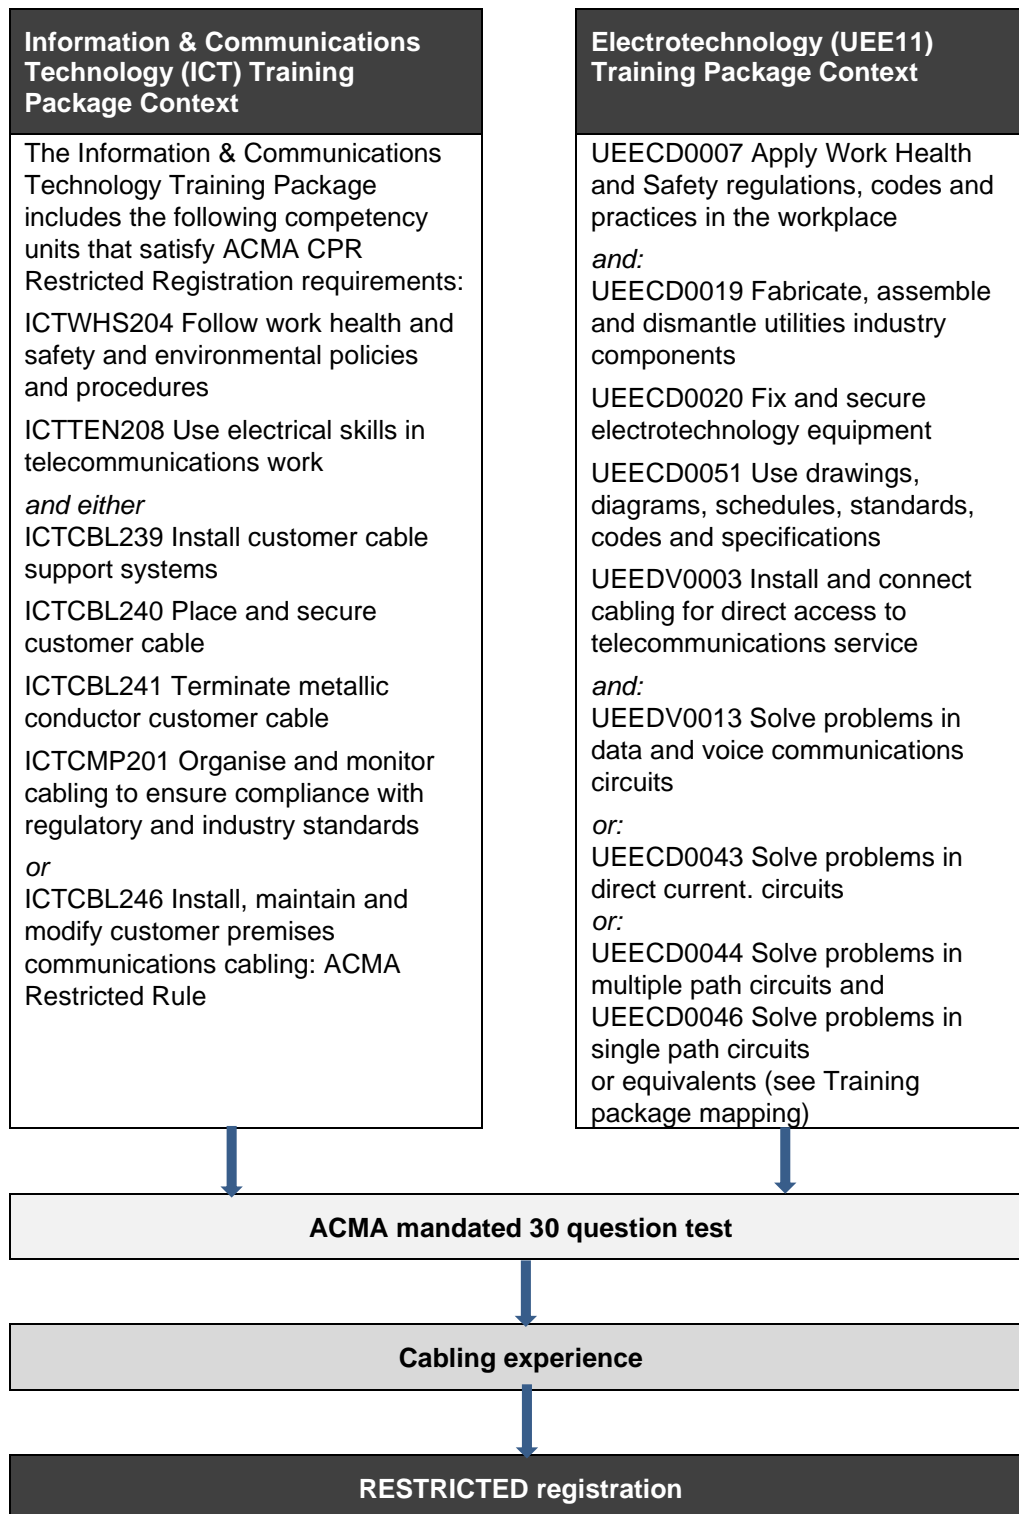 Information & Communications
Technology (ICT) Training
Package Context
The Information & Communications
Technology Training Package
includes the following competency
units that satisfy ACMA CPR
Restricted Registration requirements:
ICTWHS204 Follow work health and
safety and environmental policies
and procedures
ICTTEN208 Use electrical skills in
telecommunications work
and either
ICTCBL239 Install customer cable
support systems
ICTCBL240 Place and secure
customer cable
ICTCBL241 Terminate metallic
conductor customer cable
ICTCMP201 Organise and monitor
cabling to ensure compliance with
regulatory and industry standards
or
ICTCBL246 Install, maintain and
modify customer premises
communications cabling: ACMA
Restricted Rule
Electrotechnology (UEE11)
Training Package Context
UEECD0007 Apply Work Health
and Safety regulations, codes and
practices in the workplace
and:
UEECD0019 Fabricate, assemble
and dismantle utilities industry
components
UEECD0020 Fix and secure
electrotechnology equipment
UEECD0051 Use drawings,
diagrams, schedules, standards,
codes and specifications
UEEDV0003 Install and connect
cabling for direct access to
telecommunications service
and:
UEEDV0013 Solve problems in
data and voice communications
circuits
or:
UEECD0043 Solve problems in
direct current. circuits
or:
UEECD0044 Solve problems in
multiple path circuits and
UEECD0046 Solve problems in
single path circuits
or equivalents (see Training
package mapping)
ACMA mandated 30 question test
Cabling experience
RESTRICTED registration